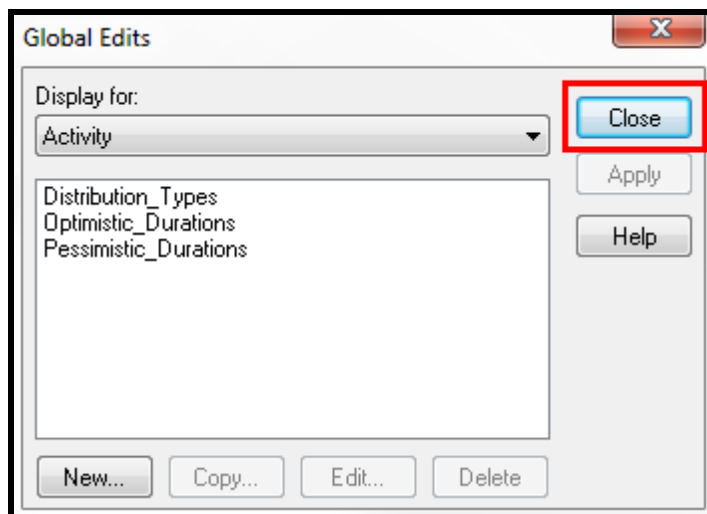 Global Edits
Display for:
Activity
Close
Apply
Help
Distribution_Types
Optimistic_Durations
Pessimistic_Durations
New...
Copy...
Edit...
Delete